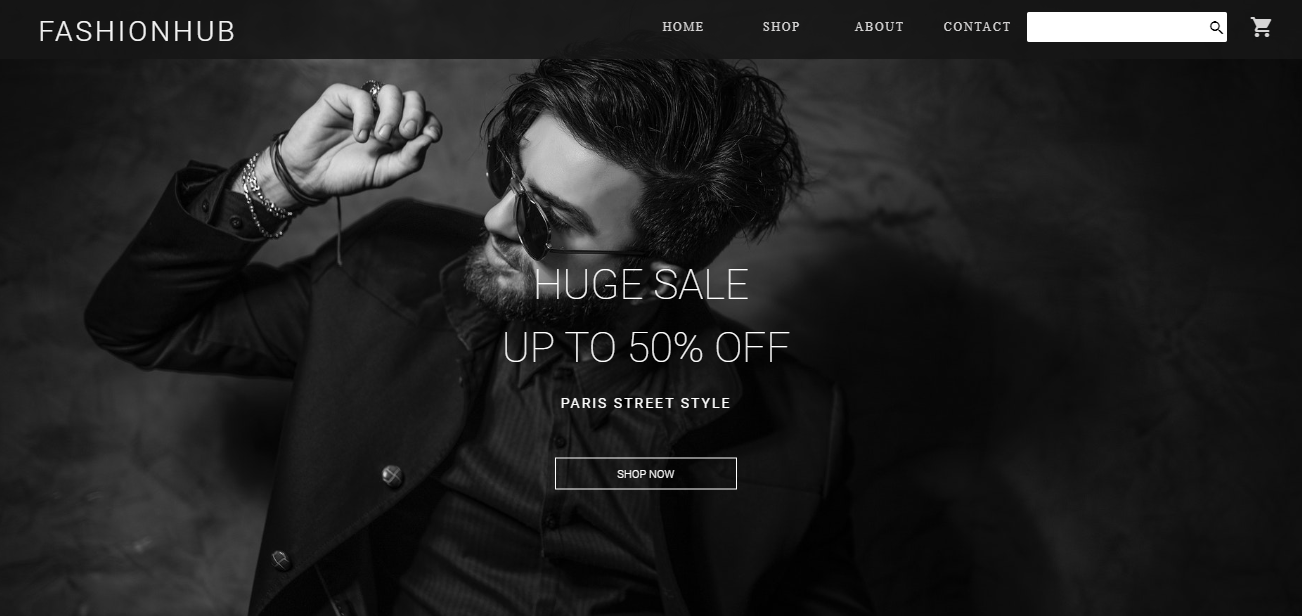 FASHIONHUB
HOME SHOP ABOUT CONTACT
HUGE SALE
UP TO 50% OFF
PARIS STREET STYLE
SHOP NOW